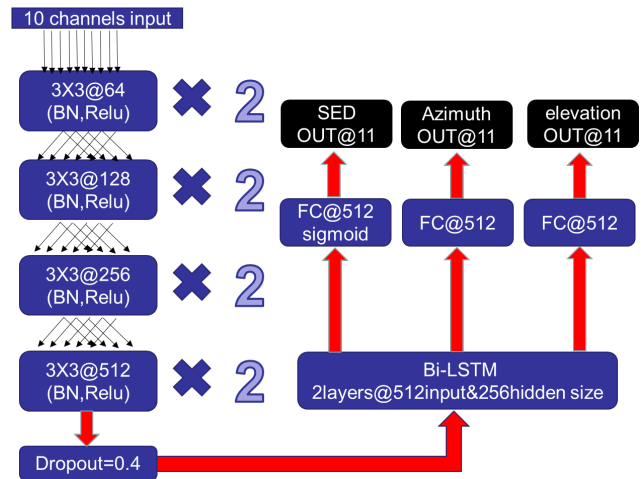 10 channels input
3X3@64
(BN,Relu)
✖ 2
3X3@128
(BN,Relu)
✖ 2
3X3@256
(BN,Relu)
✖ 2
3X3@512
(BN,Relu)
✖ 2
Dropout=0.4
SED
OUT@11
Azimuth
OUT@11
elevation
OUT@11
FC@512
sigmoid
FC@512
FC@512
Bi-LSTM
2layers@512input&256hidden size